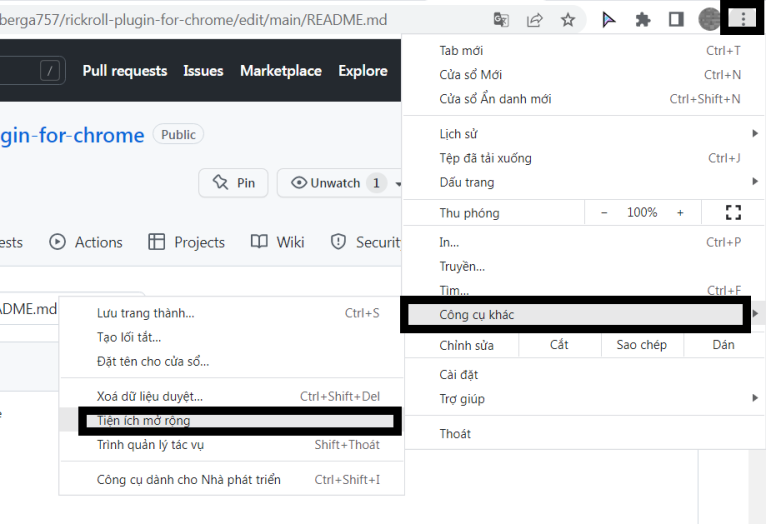 berga757/rickroll-plugin-for-chrome/edit/main/README.md
/ Pull requests Issues Marketplace Explore
gin-for-chrome Public
Pin Unwatch 1
ests Actions Projects Wiki Security
ADME.md
Tab mới Ctrl+T
Cửa sổ Mới Ctrl+N
Cửa sổ Ẩn danh mới Ctrl+Shift+N
Lịch sử
Tệp đã tải xuống Ctrl+J
Dấu trang
Thu phóng − 100% +
In... Ctrl+P
Truyền...
Tìm... Ctrl+F
Công cụ khác
Chỉnh sửa Cắt Sao chép Dán
Cài đặt
Trợ giúp
Thoát
Lưu trang thành... Ctrl+S
Tạo lối tắt...
Đặt tên cho cửa sổ...
Xoá dữ liệu duyệt... Ctrl+Shift+Del
Tiện ích mở rộng
Trình quản lý tác vụ Shift+Thoát
Công cụ dành cho Nhà phát triển Ctrl+Shift+I